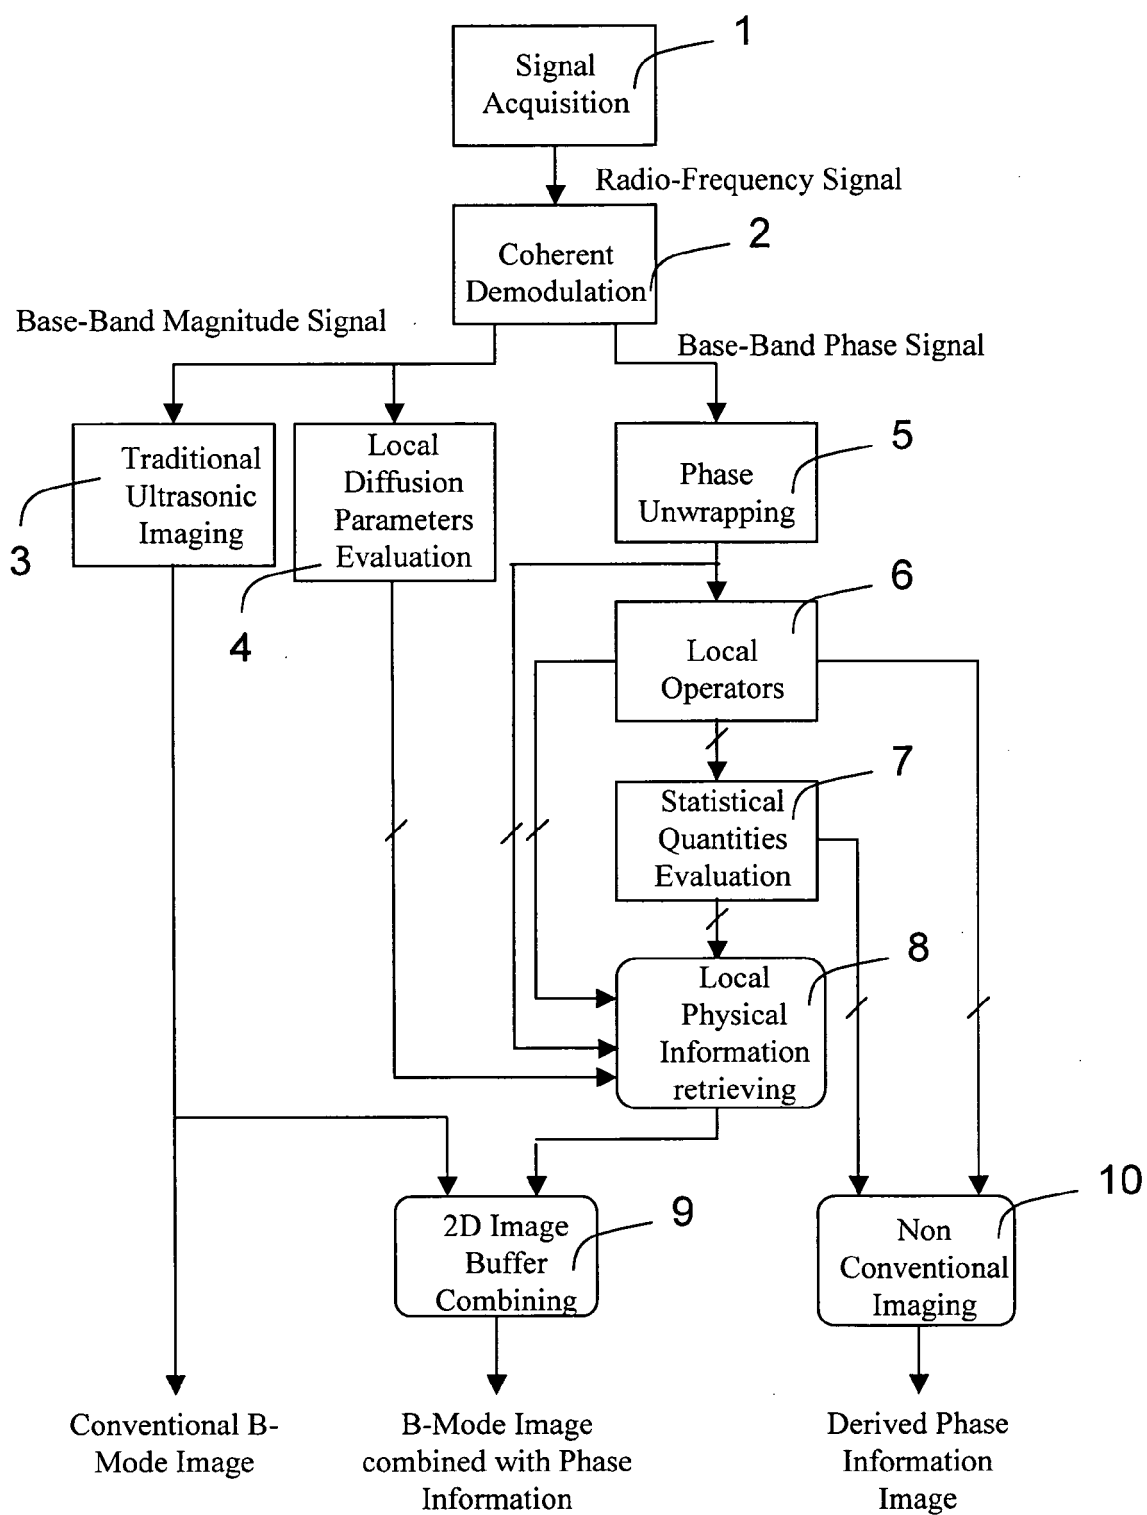 1
Signal
Acquisition
Radio-Frequency Signal
2
Coherent
Demodulation
Base-Band Magnitude Signal
Base-Band Phase Signal
3
Traditional
Ultrasonic
Imaging
4
Local
Diffusion
Parameters
Evaluation
5
Phase
Unwrapping
6
Local
Operators
7
Statistical
Quantities
Evaluation
8
Local
Physical
Information
retrieving
9
2D Image
Buffer
Combining
10
Non
Conventional
Imaging
Conventional B-
Mode Image
B-Mode Image
combined with Phase
Information
Derived Phase
Information
Image